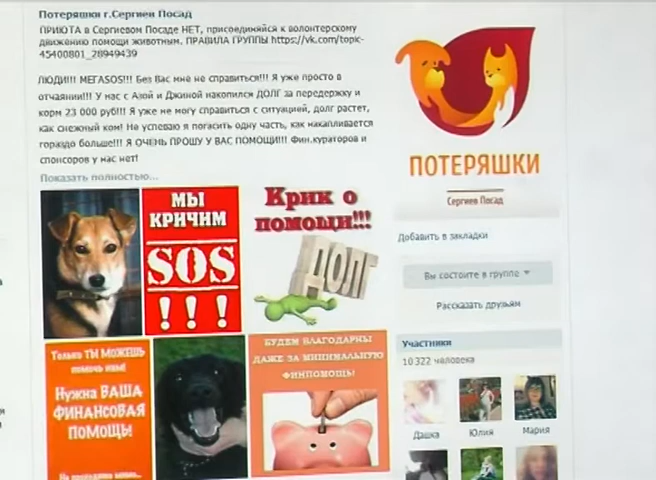 Потеряшки г.Сергиев Посад
ПРИЮТА в Сергиевом Посаде НЕТ, присоединяйся к волонтерскому
движению помощи животным. ПРАВИЛА ГРУППЫ https://vk.com/topic-
45400801_28949439
ЛЮДИ!!! МЕГАSOS!!! Без Вас мне не справиться!!! Я уже просто в
отчаянии!!! У нас с Азой и Джиной накопился ДОЛГ за передержку и
корм 23 000 руб!!! Я уже не могу справиться с ситуацией, долг растет,
как снежный ком! Не успеваю я погасить одну часть, как накапливается
гораздо больше!!! Я ОЧЕНЬ ПРОШУ У ВАС ПОМОЩИ!!! Фин.кураторов и
спонсоров у нас нет!
Показать полностью...
МЫ
КРИЧИМ
SOS
!!!
Крик о
помощи!!!
ДОЛГ
Только ТЫ МОЖЕШЬ
помочь нам!
Нужна ВАША
ФИНАНСОВАЯ
ПОМОЩЬ!
Не проходите мимо...
БУДЕМ БЛАГОДАРНЫ
ДАЖЕ ЗА МИНИМАЛЬНУЮ
ФИНПОМОЩЬ!
ПОТЕРЯШКИ
Сергиев Посад
Добавить в закладки
Вы состоите в группе
Рассказать друзьям
Участники
10 322 человека
Дашка
Юлия
Мария